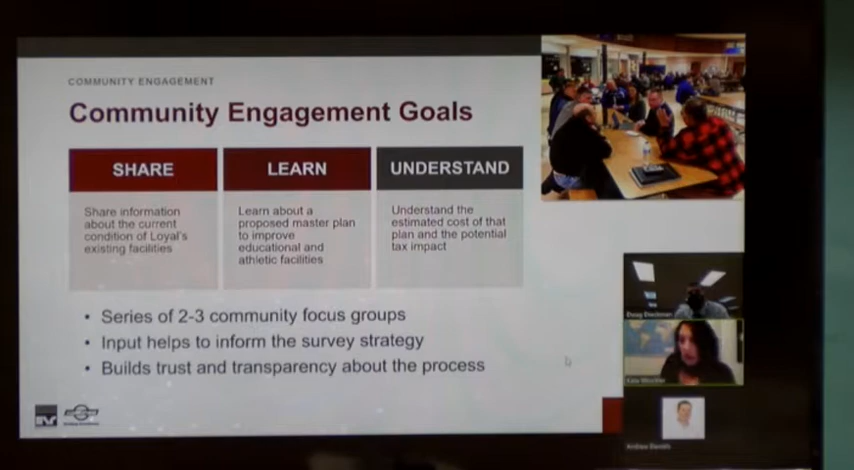 COMMUNITY ENGAGEMENT
Community Engagement Goals
SHARE
Share information
about the current
condition of Loyal's
existing facilities
LEARN
Learn about a
proposed master plan
to improve
educational and
athletic facilities
UNDERSTAND
Understand the
estimated cost of that
plan and the potential
tax impact
• Series of 2-3 community focus groups
• Input helps to inform the survey strategy
• Builds trust and transparency about the process
Doug
Andrew